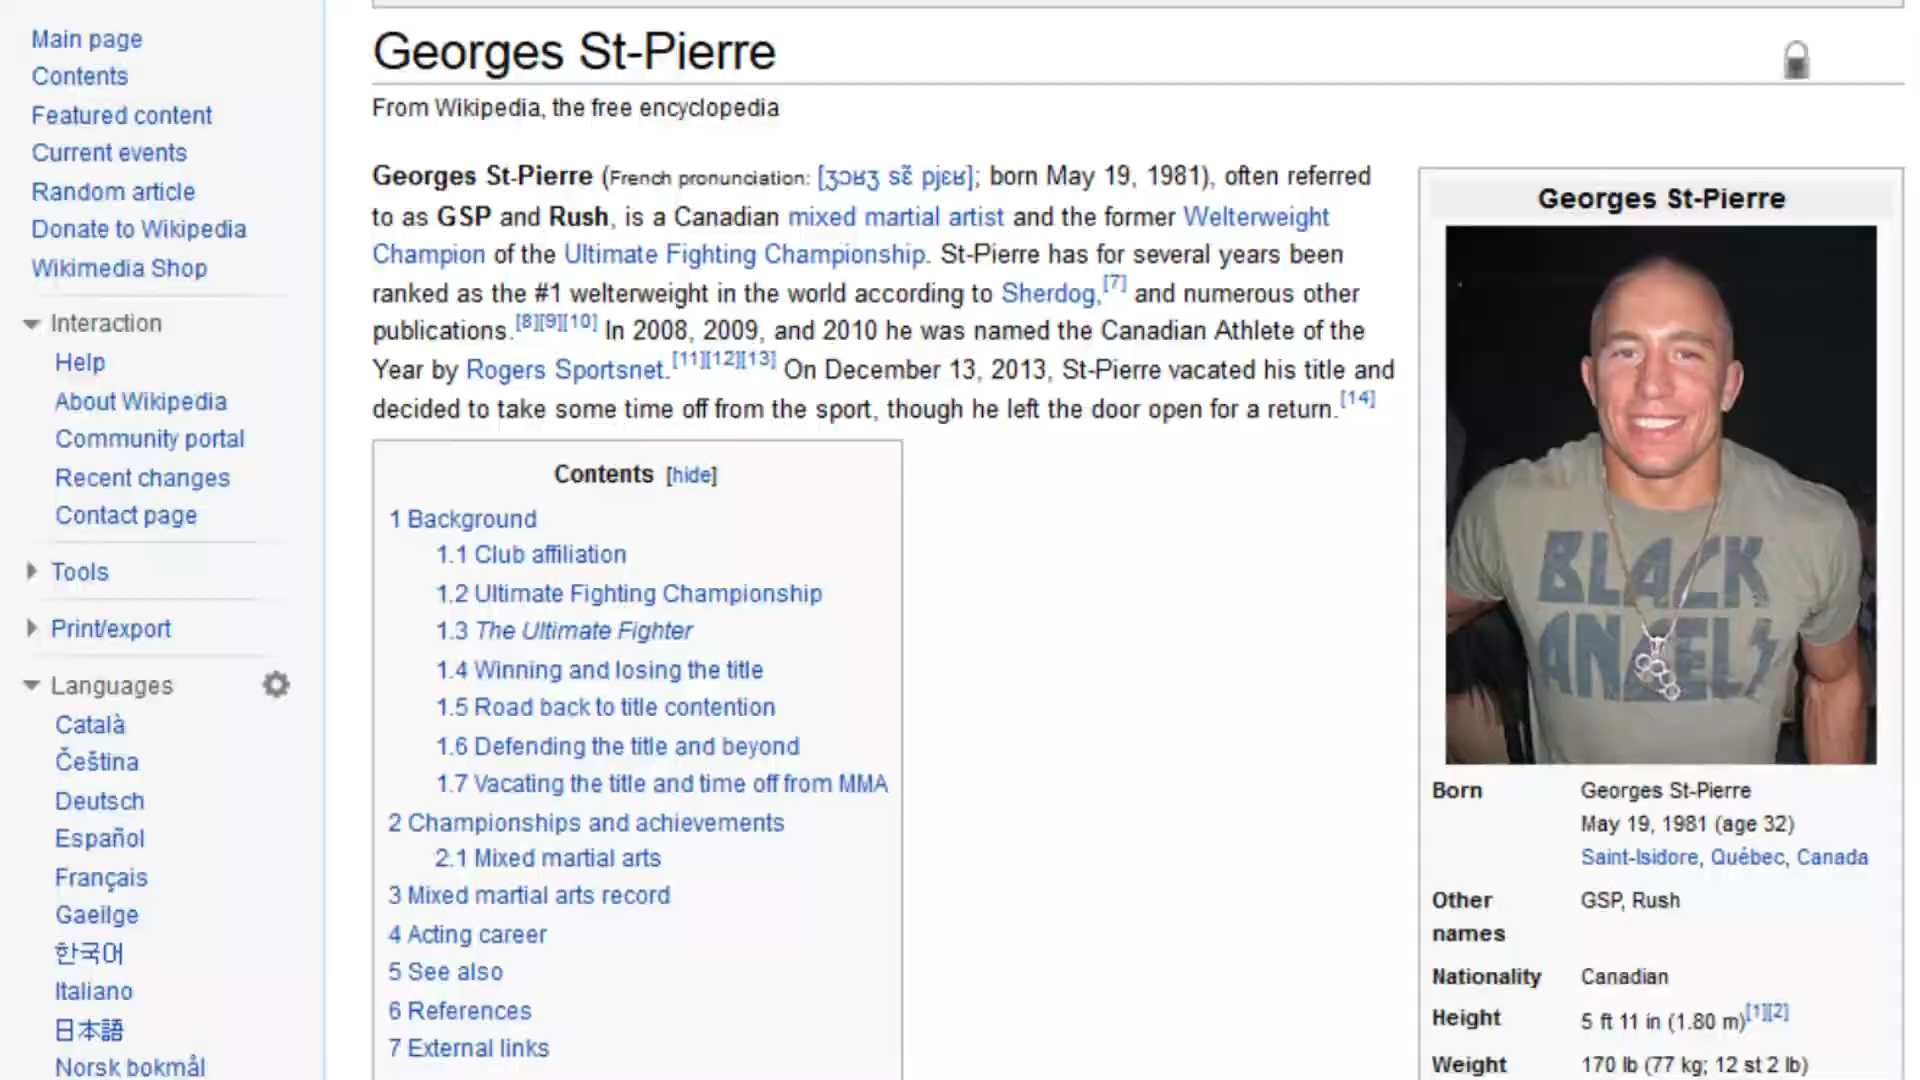 Main page
Contents
Featured content
Current events
Random article
Donate to Wikipedia
Wikimedia Shop
Interaction
Help
About Wikipedia
Community portal
Recent changes
Contact page
Tools
Print/export
Languages
Català
Čeština
Deutsch
Español
Français
Gaeilge
한국어
Italiano
日本語
Norsk bokmål
Georges St-Pierre
From Wikipedia, the free encyclopedia
Georges St-Pierre (French pronunciation: [ʒɔʁʒ sɛ̃ pjɛʁ]; born May 19, 1981), often referred
to as GSP and Rush, is a Canadian mixed martial artist and the former Welterweight
Champion of the Ultimate Fighting Championship. St-Pierre has for several years been
ranked as the #1 welterweight in the world according to Sherdog,[7] and numerous other
publications.[8][9][10] In 2008, 2009, and 2010 he was named the Canadian Athlete of the
Year by Rogers Sportsnet.[11][12][13] On December 13, 2013, St-Pierre vacated his title and
decided to take some time off from the sport, though he left the door open for a return.[14]
Contents [hide]
1 Background
1.1 Club affiliation
1.2 Ultimate Fighting Championship
1.3 The Ultimate Fighter
1.4 Winning and losing the title
1.5 Road back to title contention
1.6 Defending the title and beyond
1.7 Vacating the title and time off from MMA
2 Championships and achievements
2.1 Mixed martial arts
3 Mixed martial arts record
4 Acting career
5 See also
6 References
7 External links
Georges St-Pierre
BLACK
ANGEL
Born Georges St-Pierre
May 19, 1981 (age 32)
Saint-Isidore, Québec, Canada
Other GSP, Rush
names
Nationality Canadian
Height 5 ft 11 in (1.80 m)[1][2]
Weight 170 lb (77 kg; 12 st 2 lb)